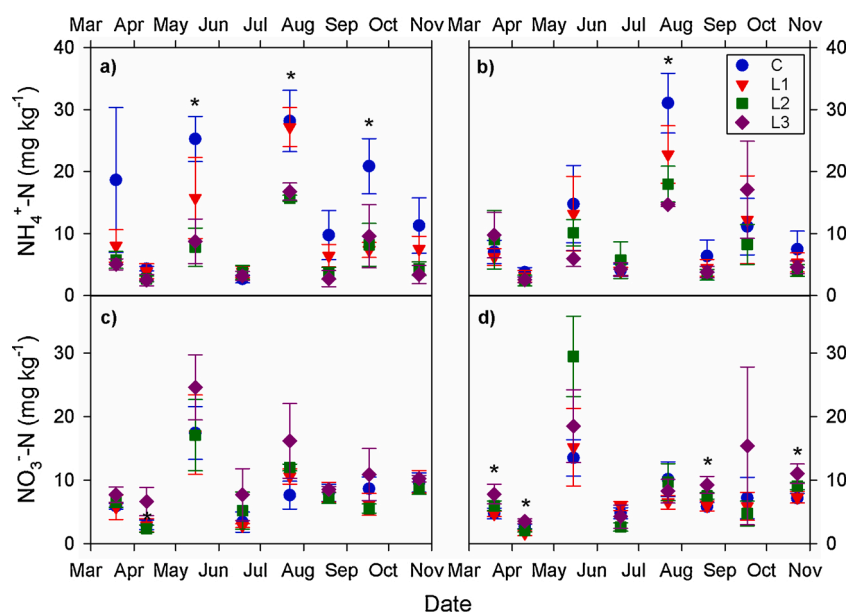 Mar Apr May Jun Jul Aug Sep Oct Nov Mar Apr May Jun Jul Aug Sep Oct Nov
40 a) * * * b) * 40
C
L1
L2
L3
30 30
20 20
10 10
0 0
NH₄⁺-N (mg kg⁻¹)
c) * d) * * * *
30 30
20 20
10 10
0 0
NO₃⁻-N (mg kg⁻¹)
Mar Apr May Jun Jul Aug Sep Oct Nov Mar Apr May Jun Jul Aug Sep Oct Nov
Date